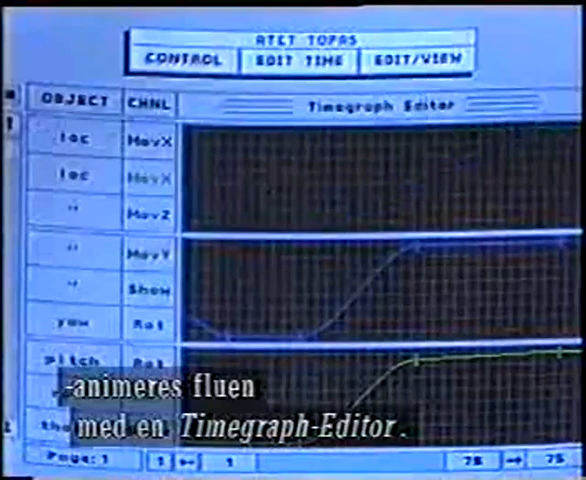 AT&T TOPAS
CONTROL EDIT TIME EDIT/VIEW
OBJECT CHNL Timegraph Editor
loc MovX
loc MovX
" MovZ
" MovY
" Show
yaw Rot
pitch Rot
-animeres fluen
med en Timegraph-Editor.
Page: 1 1 1 75 75